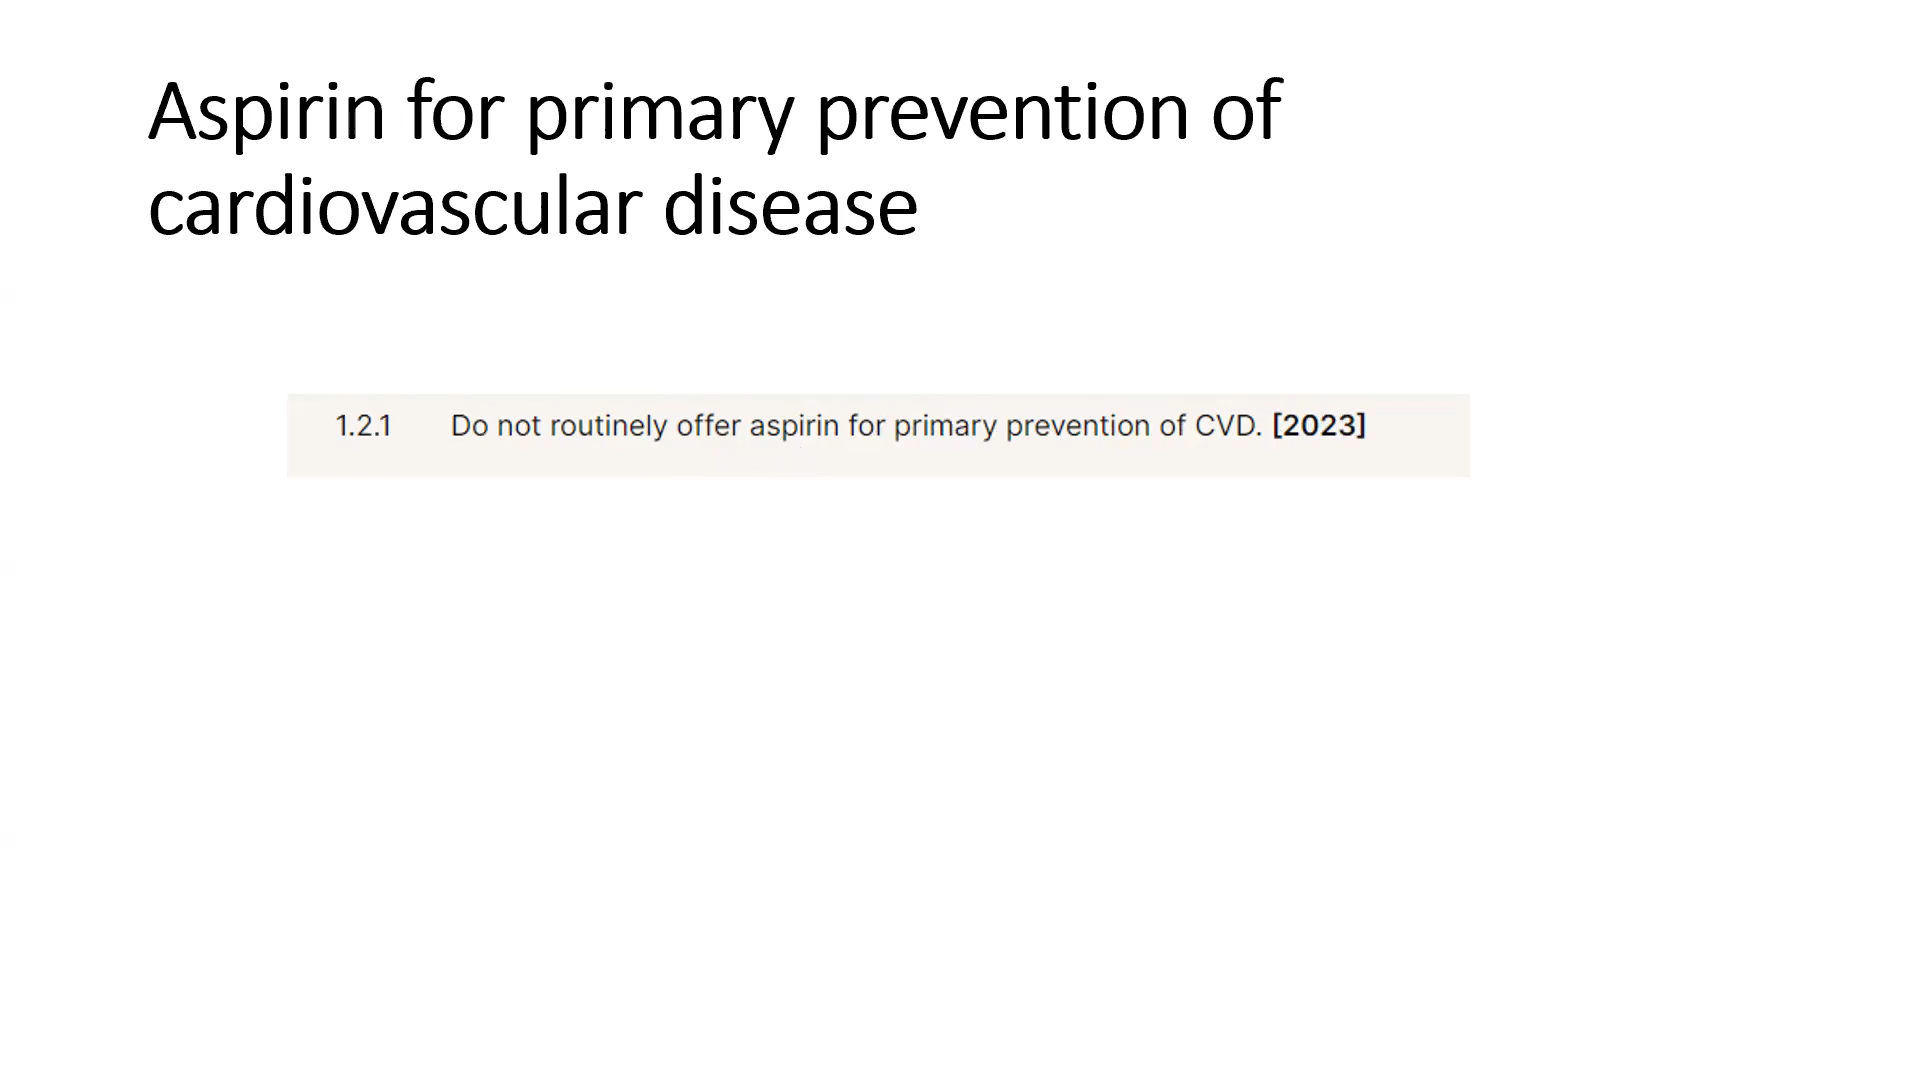 Aspirin for primary prevention of
cardiovascular disease
1.2.1 Do not routinely offer aspirin for primary prevention of CVD. [2023]